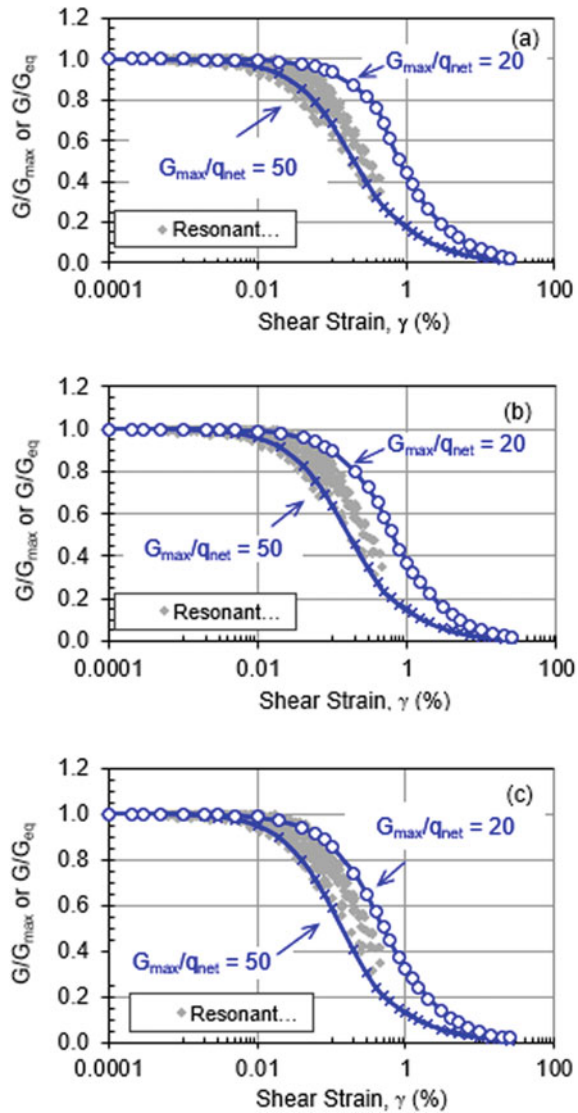 (a)
1.2
1.0
0.8
0.6
0.4
0.2
0.0
G/Gmax or G/Geq
Gmax/qnet = 20
Gmax/qnet = 50
Resonant…
0.0001 0.01 1 100
Shear Strain, γ (%)
(b)
1.2
1.0
0.8
0.6
0.4
0.2
0.0
G/Gmax or G/Geq
Gmax/qnet = 20
Gmax/qnet = 50
Resonant…
0.0001 0.01 1 100
Shear Strain, γ (%)
(c)
1.2
1.0
0.8
0.6
0.4
0.2
0.0
G/Gmax or G/Geq
Gmax/qnet = 20
Gmax/qnet = 50
Resonant…
0.0001 0.01 1 100
Shear Strain, γ (%)